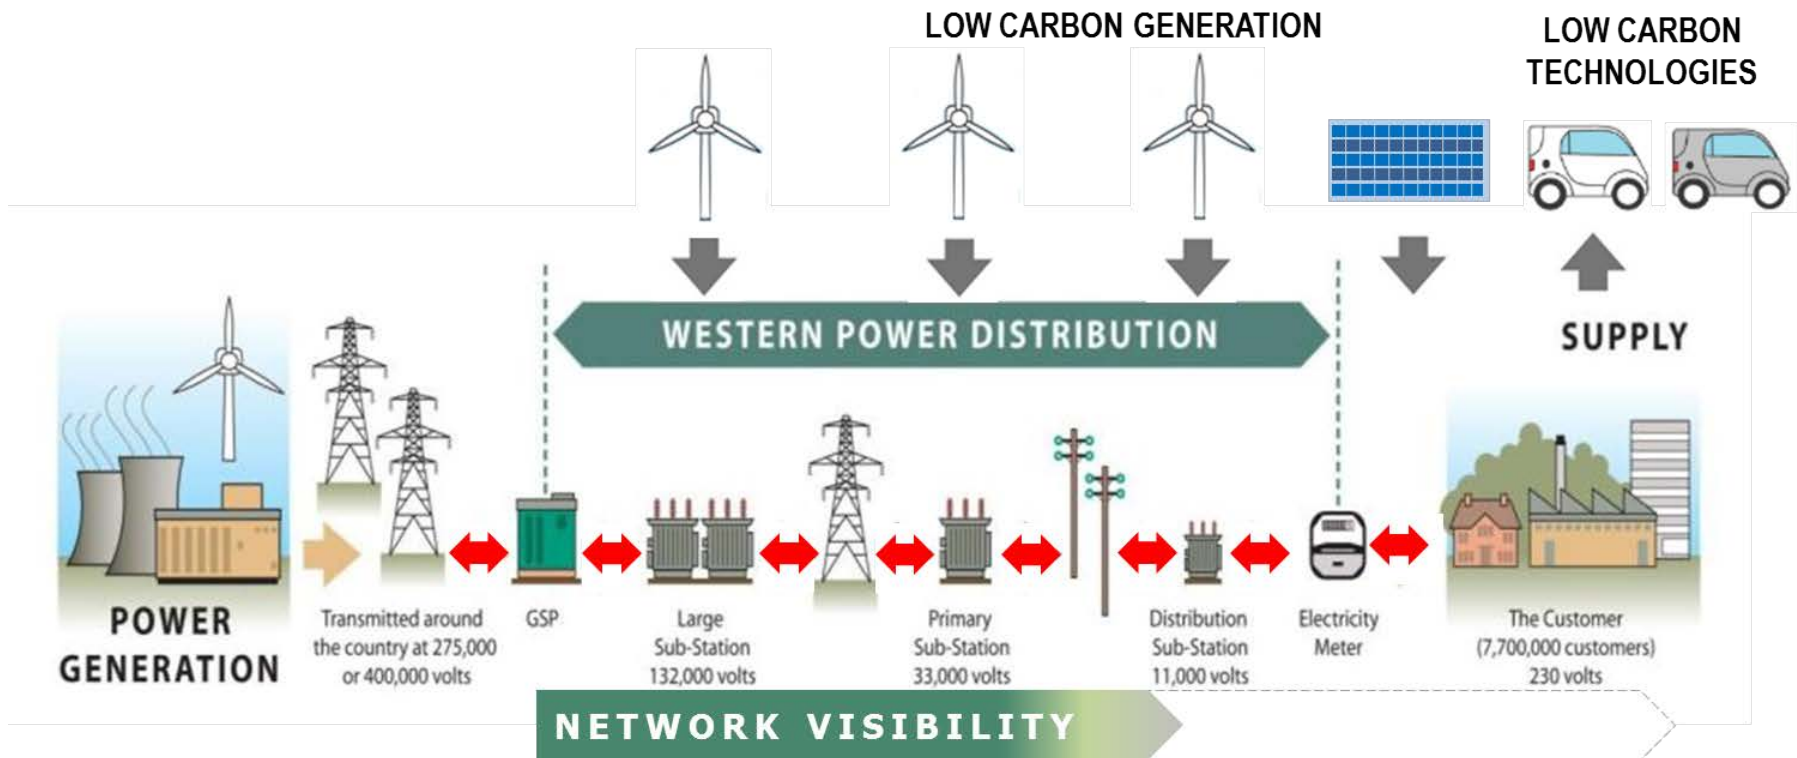 LOW CARBON GENERATION
LOW CARBON
TECHNOLOGIES
WESTERN POWER DISTRIBUTION
SUPPLY
POWER
GENERATION
Transmitted around
the country at 275,000
or 400,000 volts
GSP
Large
Sub-Station
132,000 volts
Primary
Sub-Station
33,000 volts
Distribution
Sub-Station
11,000 volts
Electricity
Meter
The Customer
(7,700,000 customers)
230 volts
NETWORK VISIBILITY